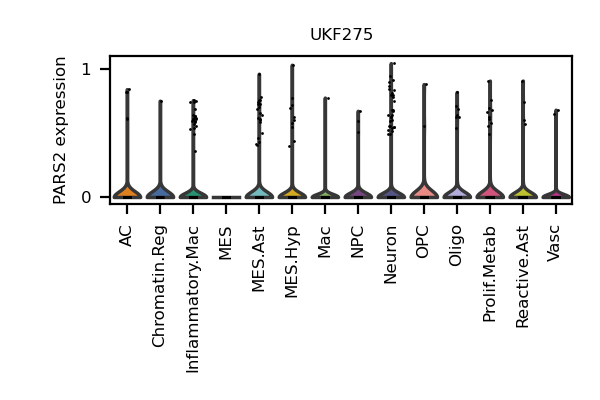 UKF275
PARS2 expression
1
0
AC
Chromatin.Reg
Inflammatory.Mac
MES
MES.Ast
MES.Hyp
Mac
NPC
Neuron
OPC
Oligo
Prolif.Metab
Reactive.Ast
Vasc